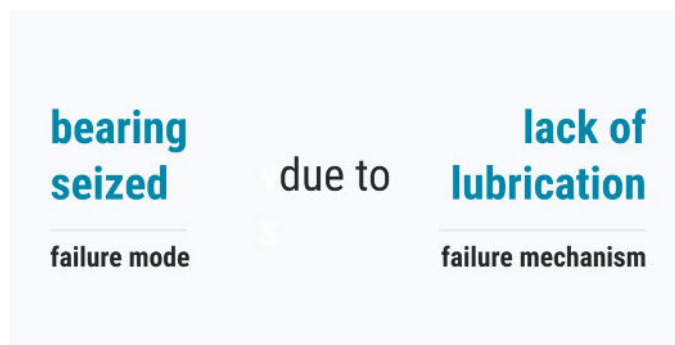 bearing
seized
failure mode
due to
lack of
lubrication
failure mechanism